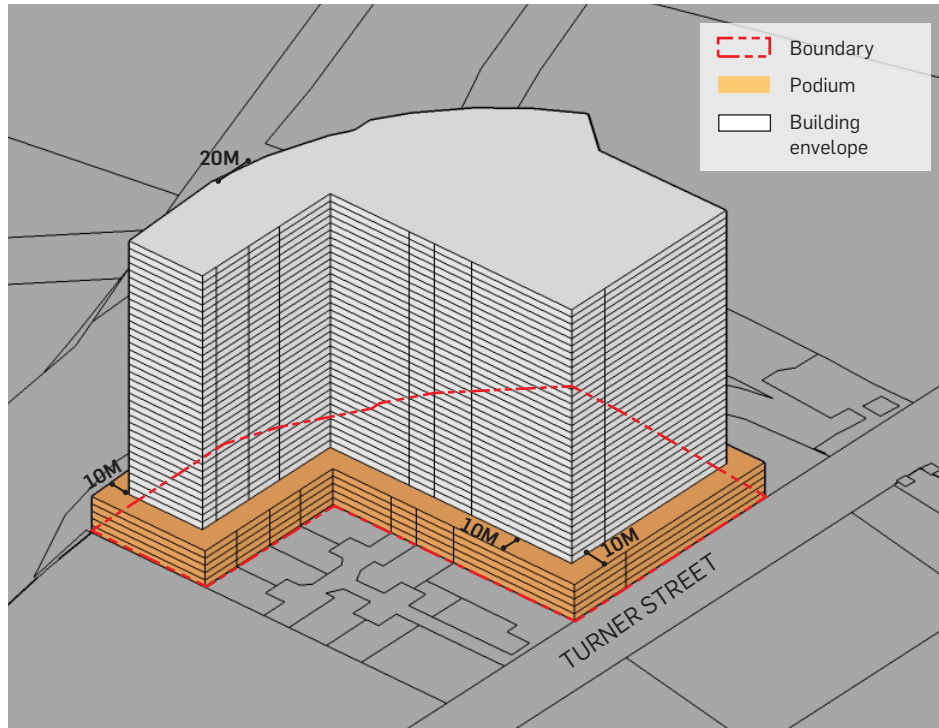 Boundary
Podium
Building
envelope
20M
10M
10M
10M
TURNER STREET